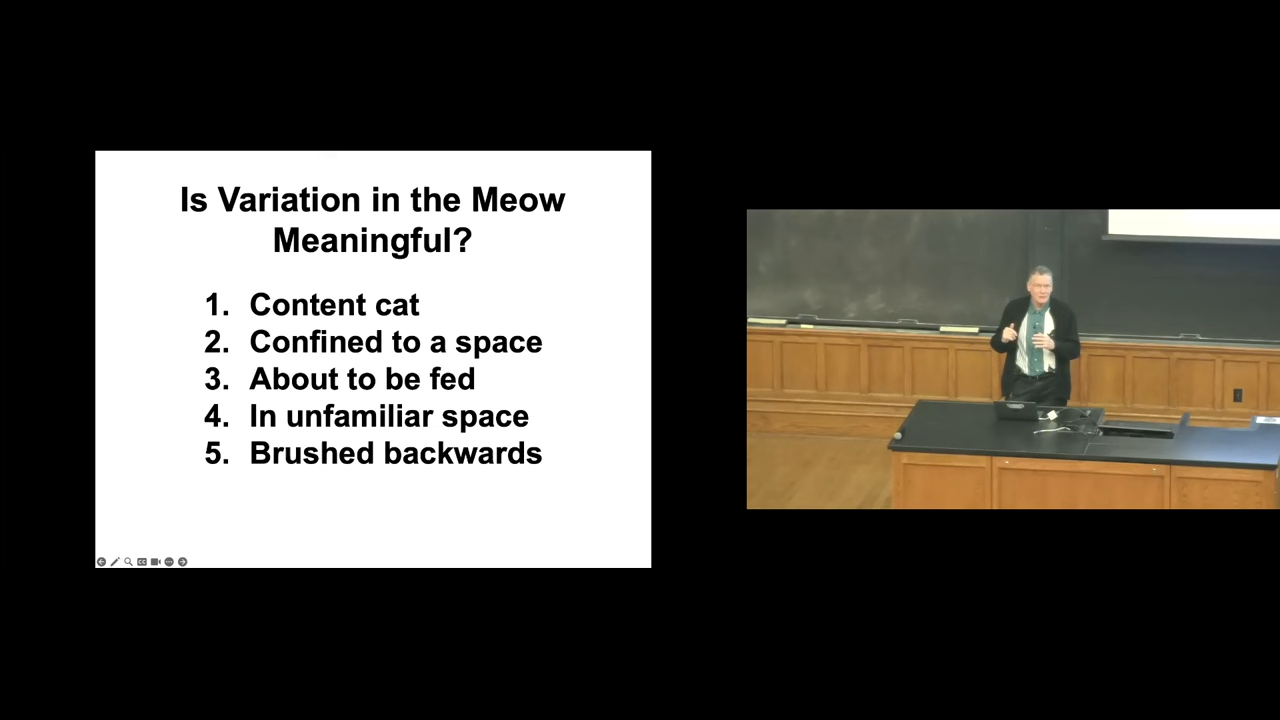 Is Variation in the Meow
Meaningful?
1. Content cat
2. Confined to a space
3. About to be fed
4. In unfamiliar space
5. Brushed backwards